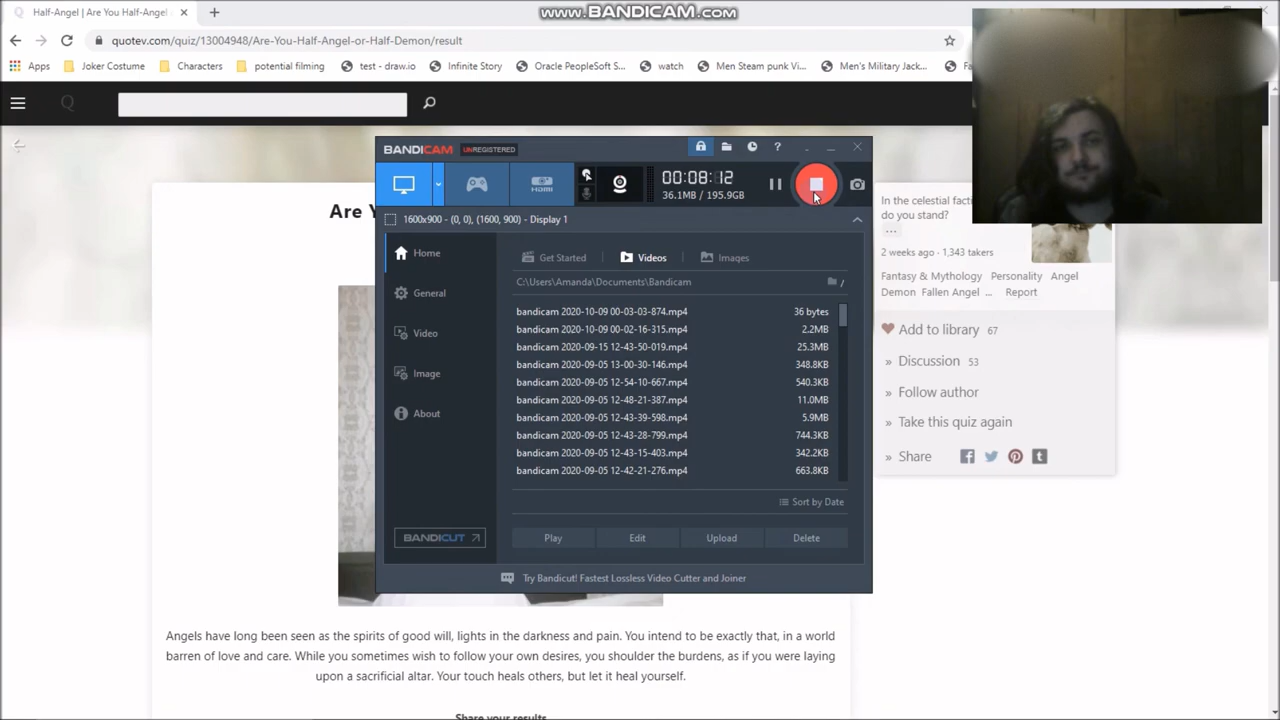 www.BANDICAM.com
Half-Angel | Are You Half-Angel
quotev.com/quiz/13004948/Are-You-Half-Angel-or-Half-Demon/result
Apps
Joker Costume
Characters
potential filming
test - draw.io
Infinite Story
Oracle PeopleSoft S...
watch
Men Steam punk Vi...
Men's Military Jack...
Q
Are Y
BANDICAM UNREGISTERED
HDMI
00:08:12
36.1MB / 195.9GB
1600x900 - (0, 0), (1600, 900) - Display 1
Home
General
Video
Image
About
BANDICUT
Get Started
Videos
Images
C:\Users\Amanda\Documents\Bandicam
bandicam 2020-10-09 00-03-03-874.mp4 36 bytes
bandicam 2020-10-09 00-02-16-315.mp4 2.2MB
bandicam 2020-09-15 12-43-50-019.mp4 25.3MB
bandicam 2020-09-05 13-00-30-146.mp4 348.8KB
bandicam 2020-09-05 12-54-10-667.mp4 540.3KB
bandicam 2020-09-05 12-48-21-387.mp4 11.0MB
bandicam 2020-09-05 12-43-39-598.mp4 5.9MB
bandicam 2020-09-05 12-43-28-799.mp4 744.3KB
bandicam 2020-09-05 12-43-15-403.mp4 342.2KB
bandicam 2020-09-05 12-42-21-276.mp4 663.8KB
Sort by Date
Play
Edit
Upload
Delete
Try Bandicut! Fastest Lossless Video Cutter and Joiner
In the celestial facti
do you stand?
...
2 weeks ago - 1,343 takers
Fantasy & Mythology Personality Angel
Demon Fallen Angel ... Report
Add to library 67
» Discussion 53
» Follow author
» Take this quiz again
» Share
Angels have long been seen as the spirits of good will, lights in the darkness and pain. You intend to be exactly that, in a world
barren of love and care. While you sometimes wish to follow your own desires, you shoulder the burdens, as if you were laying
upon a sacrificial altar. Your touch heals others, but let it heal yourself.
Share your results